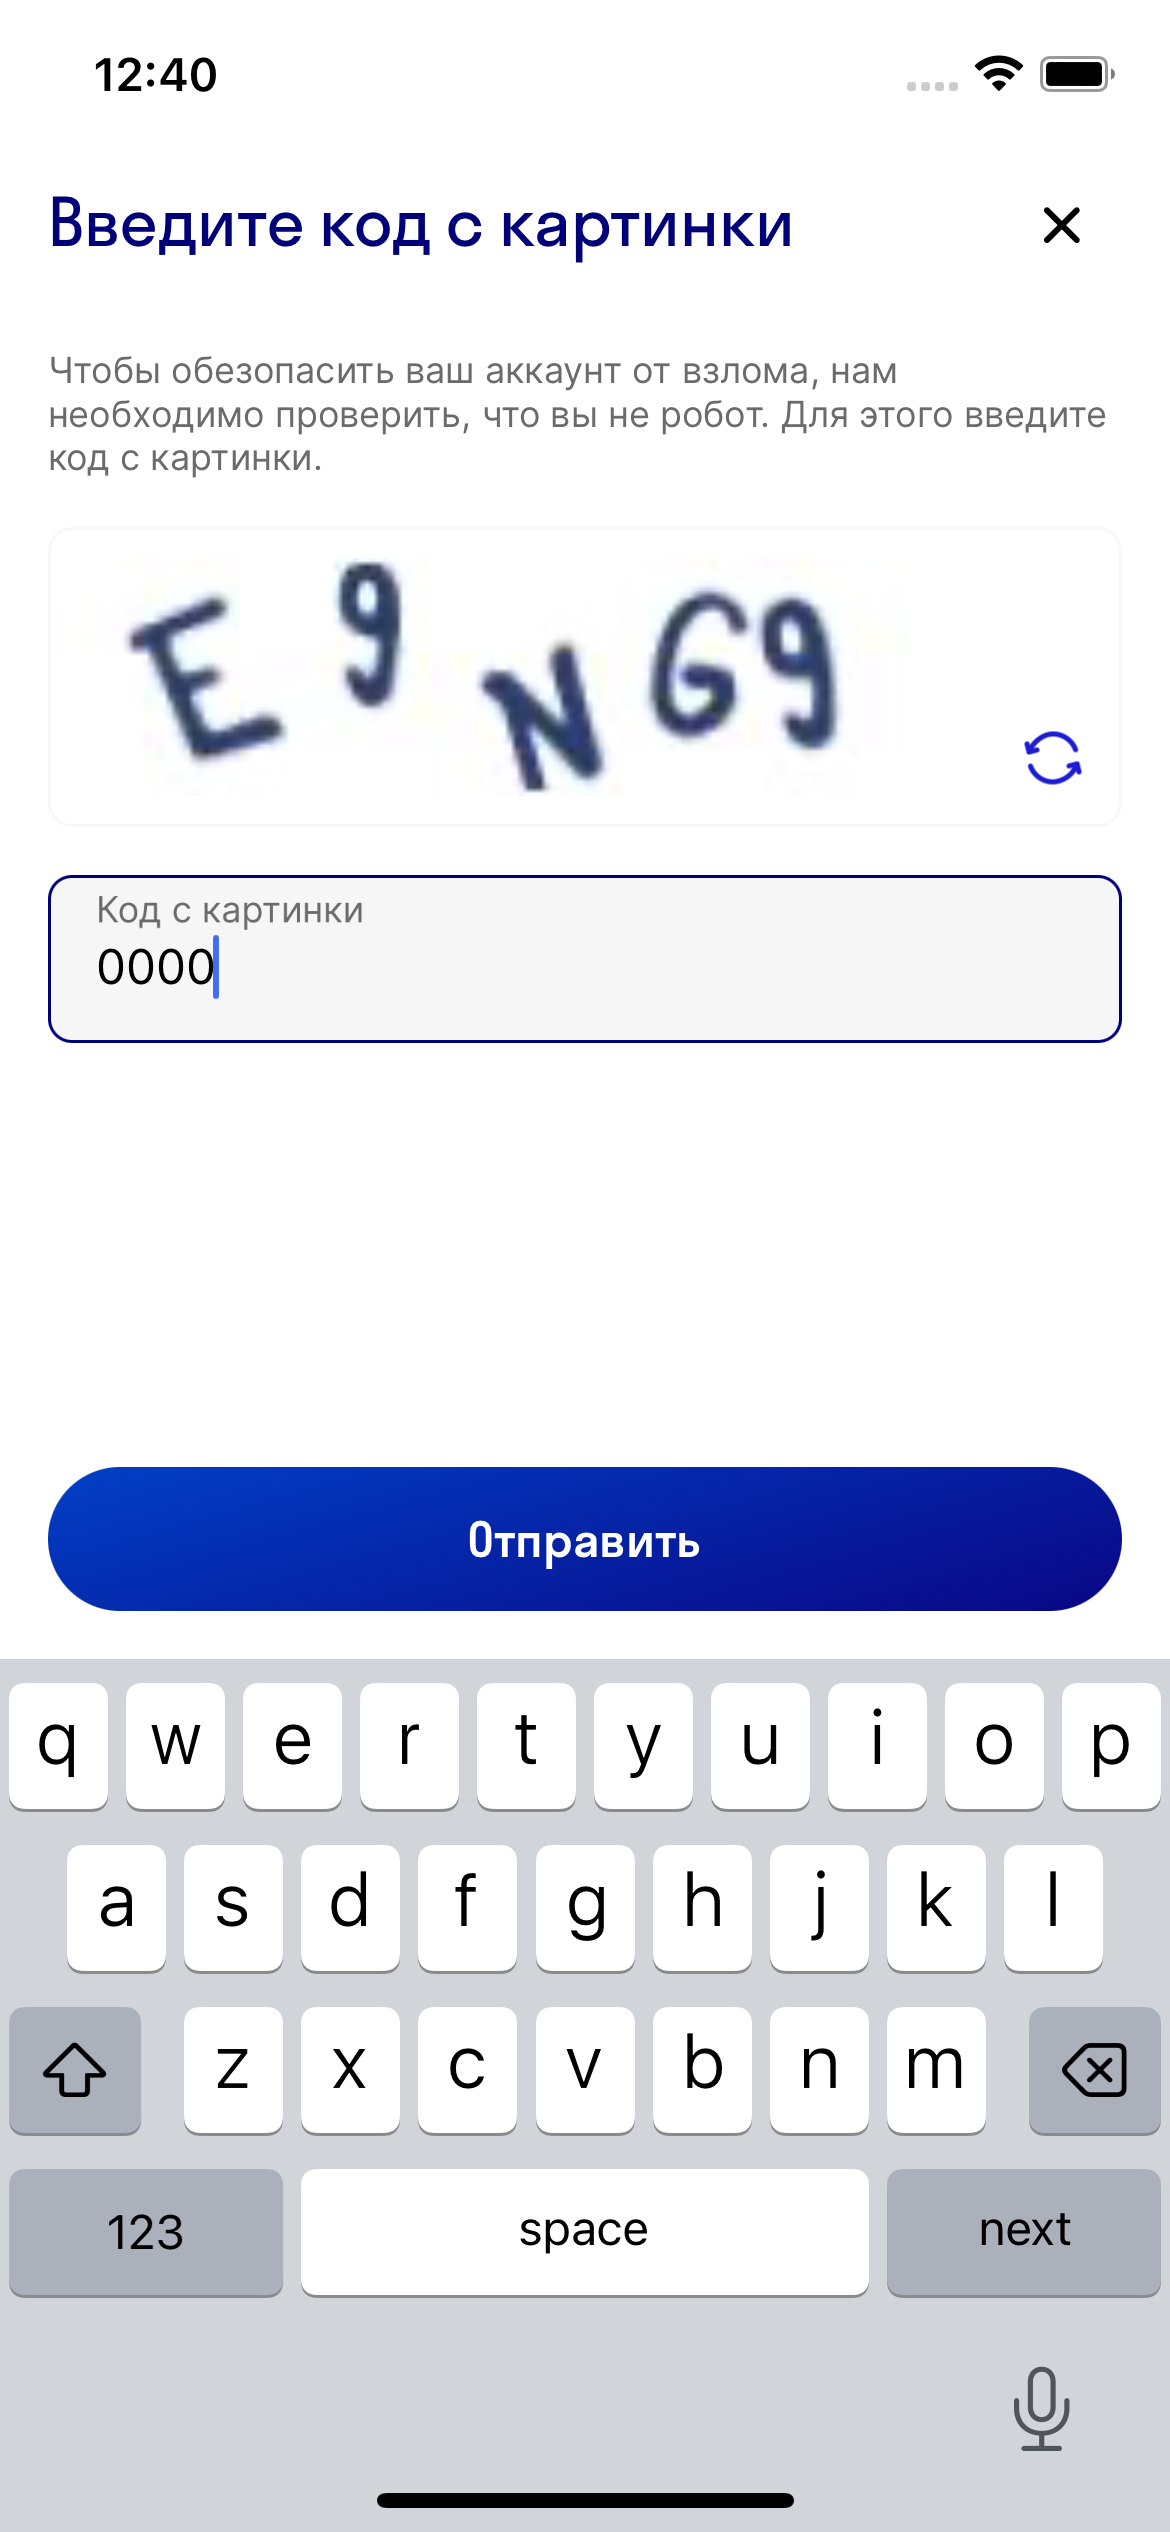 12:40
Введите код с картинки
Чтобы обезопасить ваш аккаунт от взлома, нам
необходимо проверить, что вы не робот. Для этого введите
код с картинки.
E9NG9
Код с картинки
0000
Отправить
q w e r t y u i o p
a s d f g h j k l
z x c v b n m
123 space next